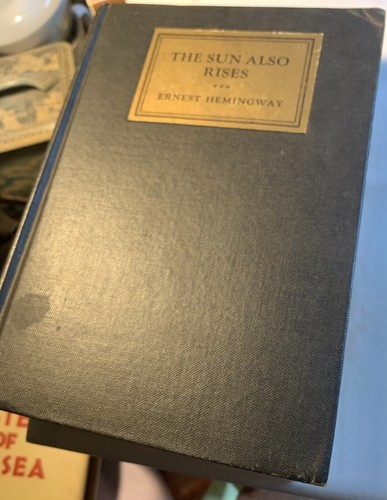 THE SUN ALSO
RISES
ERNEST HEMINGWAY
OF
SEA